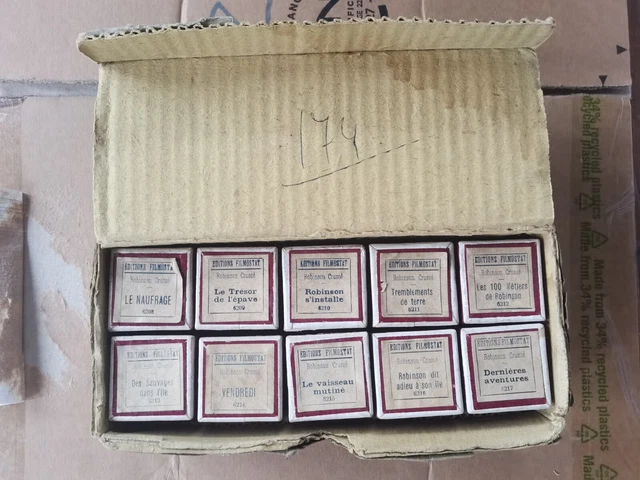 174
EDITIONS FILMOSTAT
Robinson Crusoé
LE NAUFRAGE
6208
EDITIONS FILMOSTAT
Robinson Crusoé
Le Trésor
de l'épave
6209
EDITIONS FILMOSTAT
Robinson Crusoé
Robinson
s'installe
6210
EDITIONS FILMOSTAT
Robinson Crusoé
Tremblements
de terre
6211
EDITIONS FILMOSTAT
Robinson Crusoé
Les 100 Métiers
de Robinson
6212
EDITIONS FILMOSTAT
Robinson Crusoé
Des Sauvages
dans l'île
6213
EDITIONS FILMOSTAT
Robinson Crusoé
VENDREDI
6214
EDITIONS FILMOSTAT
Robinson Crusoé
Le vaisseau
mutiné
6215
EDITIONS FILMOSTAT
Robinson Crusoé
Robinson dit
adieu à son île
6216
EDITIONS FILMOSTAT
Robinson Crusoé
Dernières
aventures
6217
34% recycled plastics
Made from 34% recycled plastics